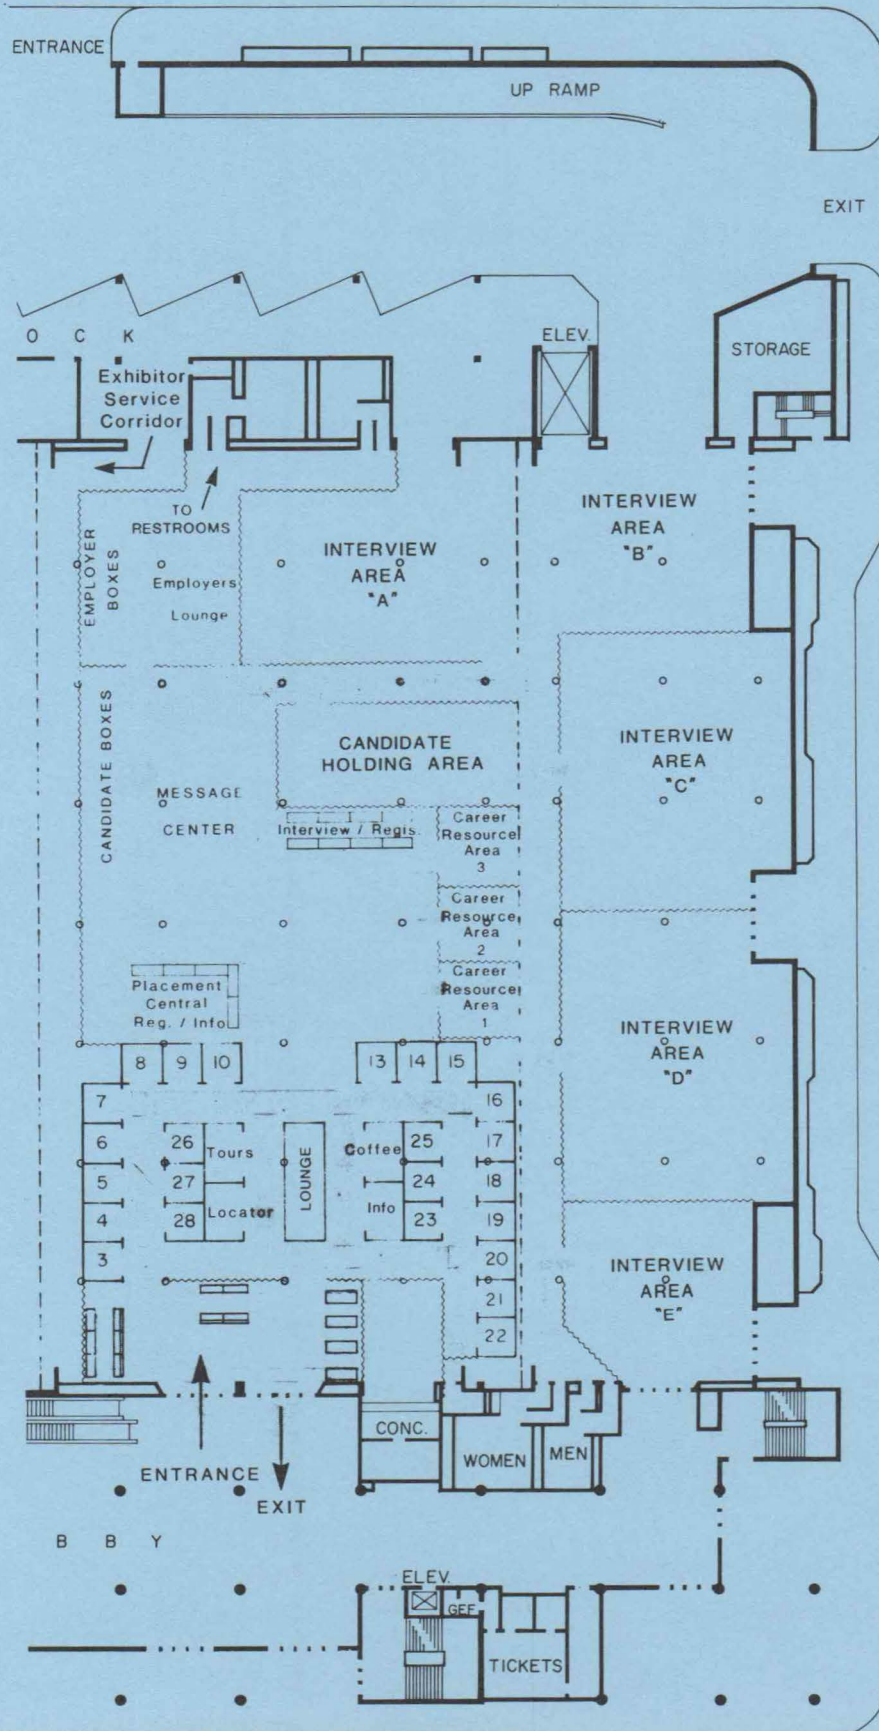 ENTRANCE
UP RAMP
EXIT
O C K
ELEV.
STORAGE
Exhibitor
Service
Corridor
TO
RESTROOMS
EMPLOYER
BOXES
Employers
Lounge
INTERVIEW
AREA
"A"
INTERVIEW
AREA
"B"
CANDIDATE BOXES
CANDIDATE
HOLDING AREA
INTERVIEW
AREA
"C"
MESSAGE
CENTER
Interview / Regis.
Career
Resource
Area
3
Career
Resource
Area
2
Career
Resource
Area
1
Placement
Central
Reg. / Info
INTERVIEW
AREA
"D"
8 9 10
13 14 15
7
6
5
4
3
26
27
28
Tours
Locator
LOUNGE
Coffee
Info
25
24
23
16
17
18
19
20
21
22
INTERVIEW
AREA
"E"
ENTRANCE
EXIT
CONC.
WOMEN
MEN
B B Y
ELEV.
TICKETS